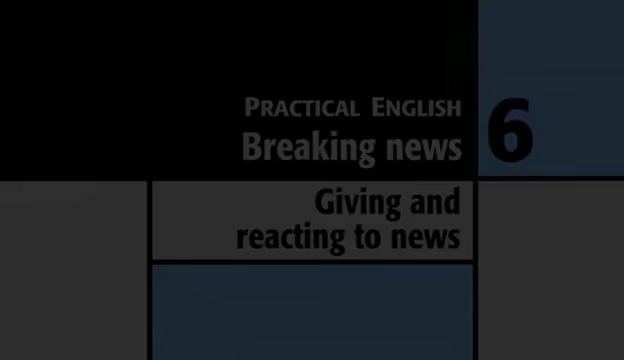 PRACTICAL ENGLISH
Breaking news
6
Giving and
reacting to news